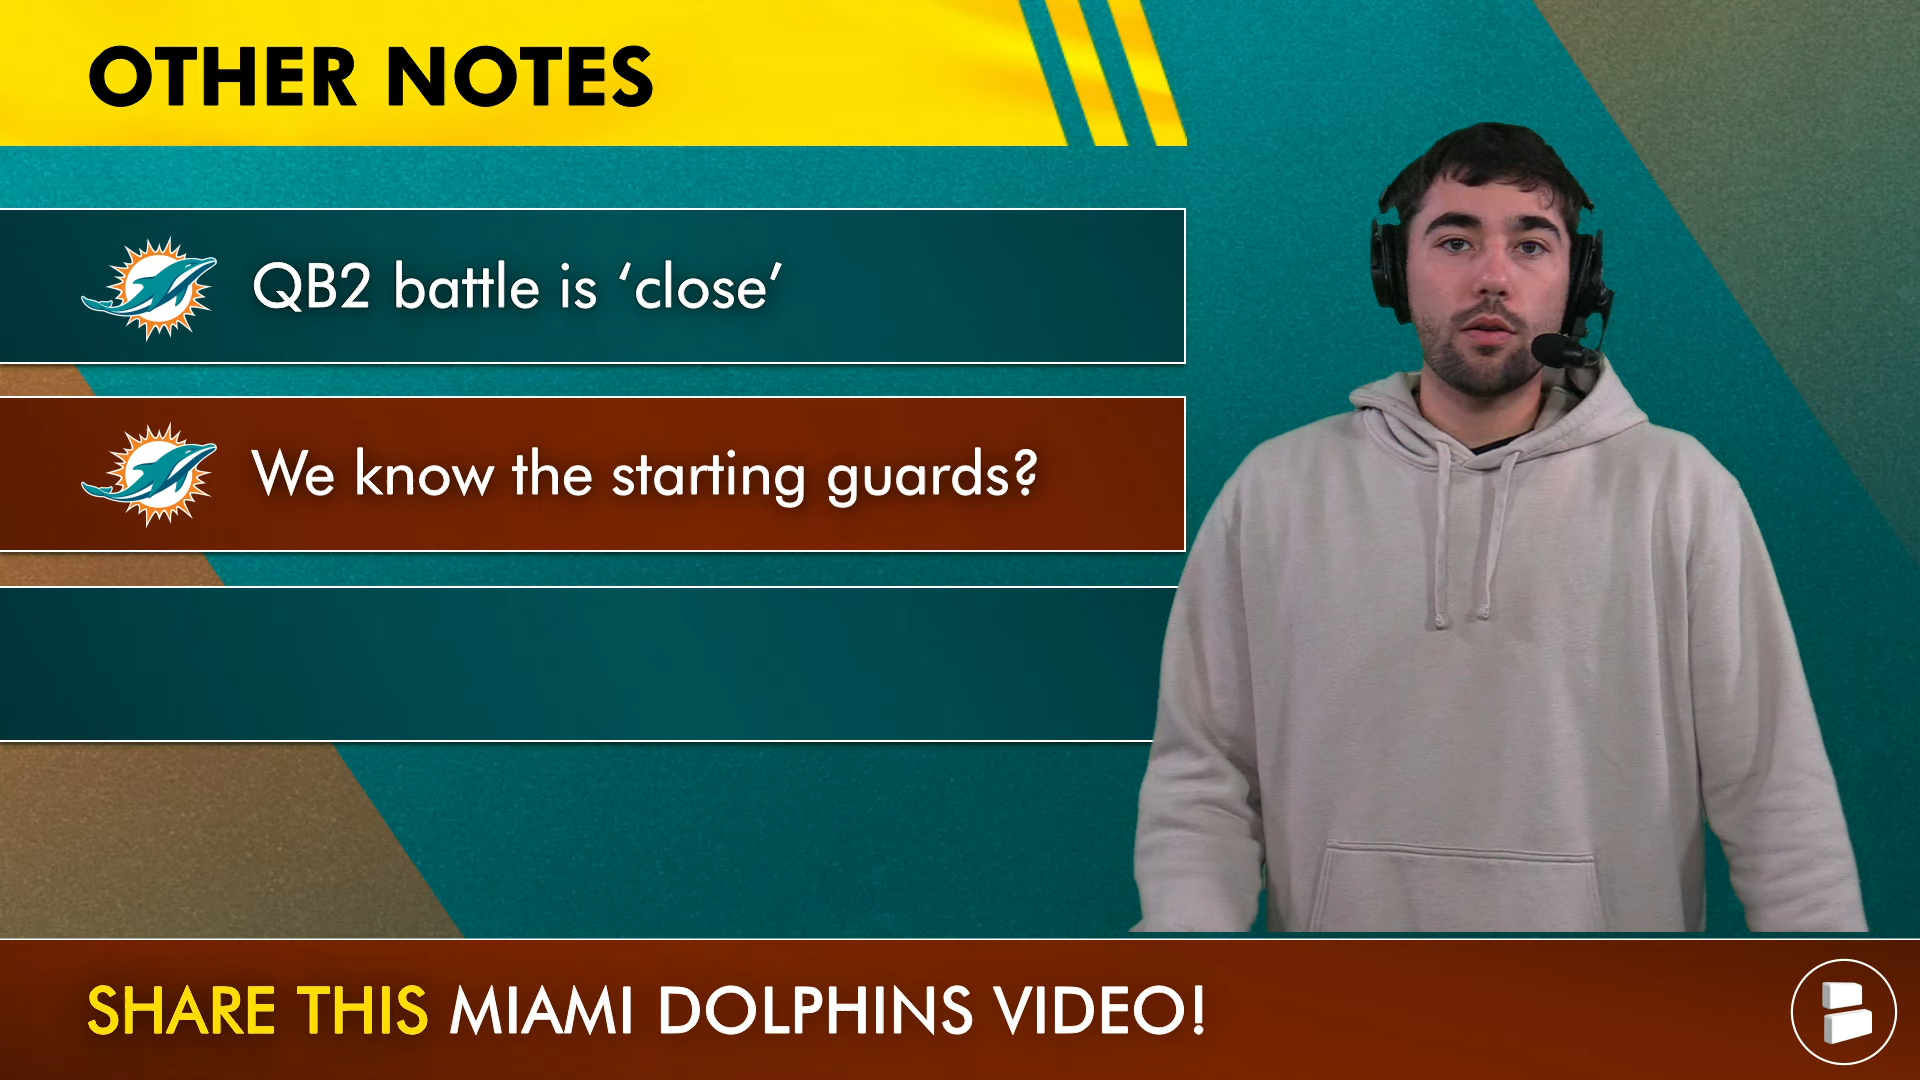 OTHER NOTES
QB2 battle is ‘close’
We know the starting guards?
SHARE THIS MIAMI DOLPHINS VIDEO!